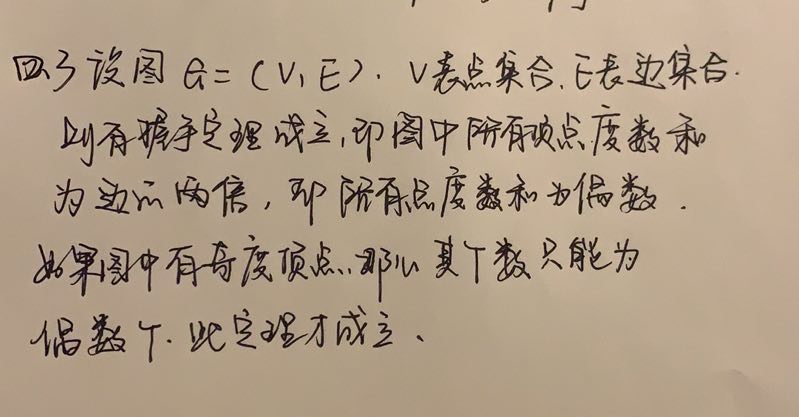 四、3 设图 G=(V,E). V表点集合,E表边集合.
则有握手定理成立,即图中所有顶点度数和
为边的两倍,即所有点度数和为偶数.
如果图中有奇度顶点,那么其个数只能为
偶数个.此定理才成立.